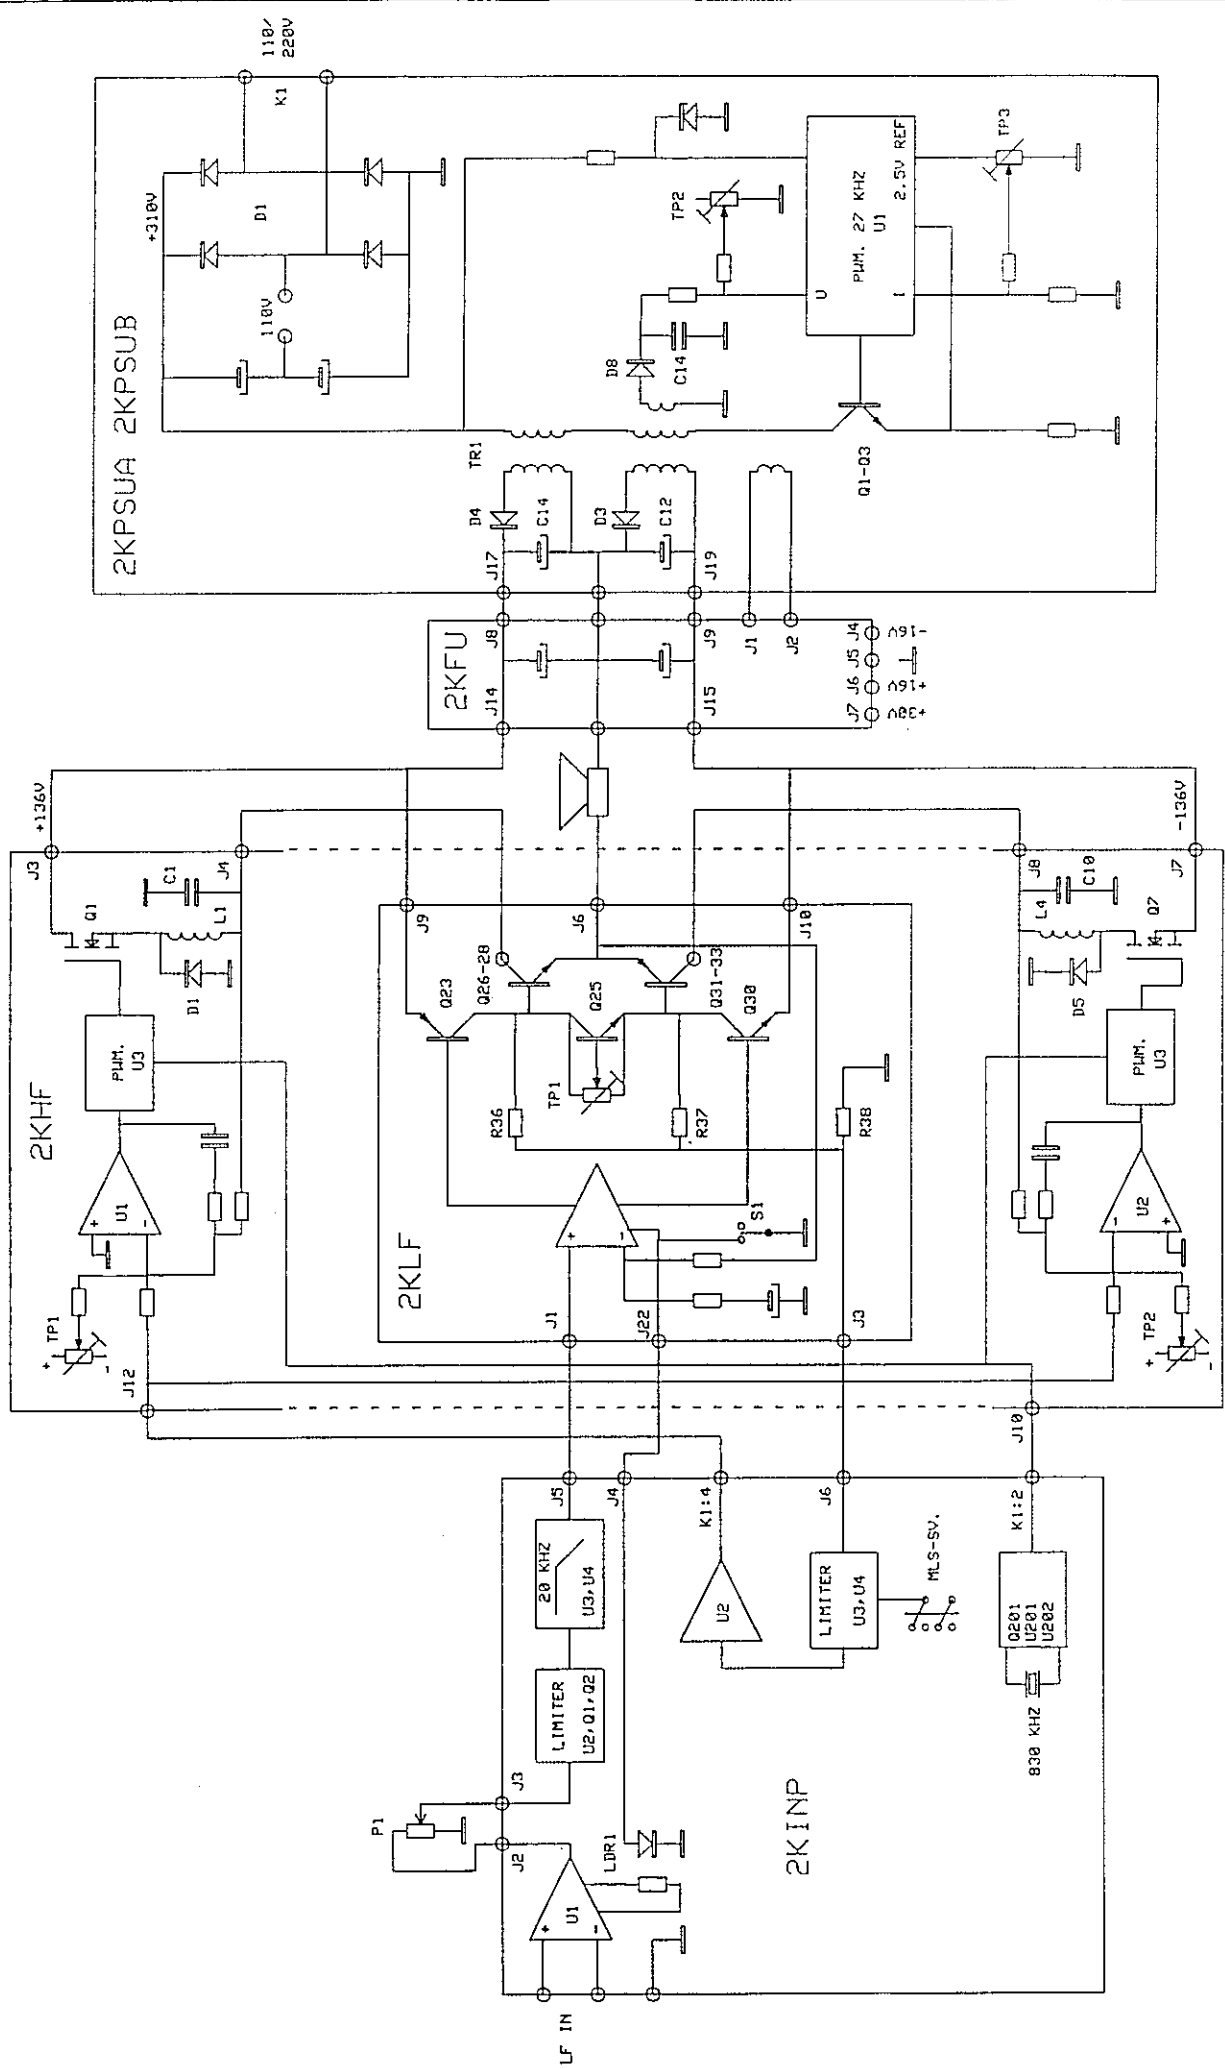 2KPSUA 2KPSUB
+310V
D1
K1
110/
220V
110V
TR1
D4
C14
J17
D3
C12
J19
D8
C14
TP2
PWM. 27 KHZ
U1
U
I
2.5V REF
TP3
Q1-Q3
2KFU
J8
J14
J9
J15
J1
J2
J4
J5
J6
J7
-16V
+16V
+30V
2KHF
J3
+136V
J4
C1
L1
Q1
D1
PWM.
U3
U1
+
-
TP1
+
-
J12
J8
C10
L4
Q7
J7
-136V
D5
PWM.
U3
U2
-
+
TP2
+
-
J10
2KLF
J9
J6
J10
Q23
Q26-28
Q25
Q31-33
Q30
TP1
R36
R37
R38
+
-
S1
J1
J22
J3
2KINP
J5
J4
K1:4
J6
K1:2
20 KHZ
U3,U4
LIMITER
U2,Q1,Q2
U2
LIMITER
U3,U4
MLS-SV.
Q201
U201
U202
830 KHZ
J3
J2
P1
LDR1
U1
+
-
LF IN